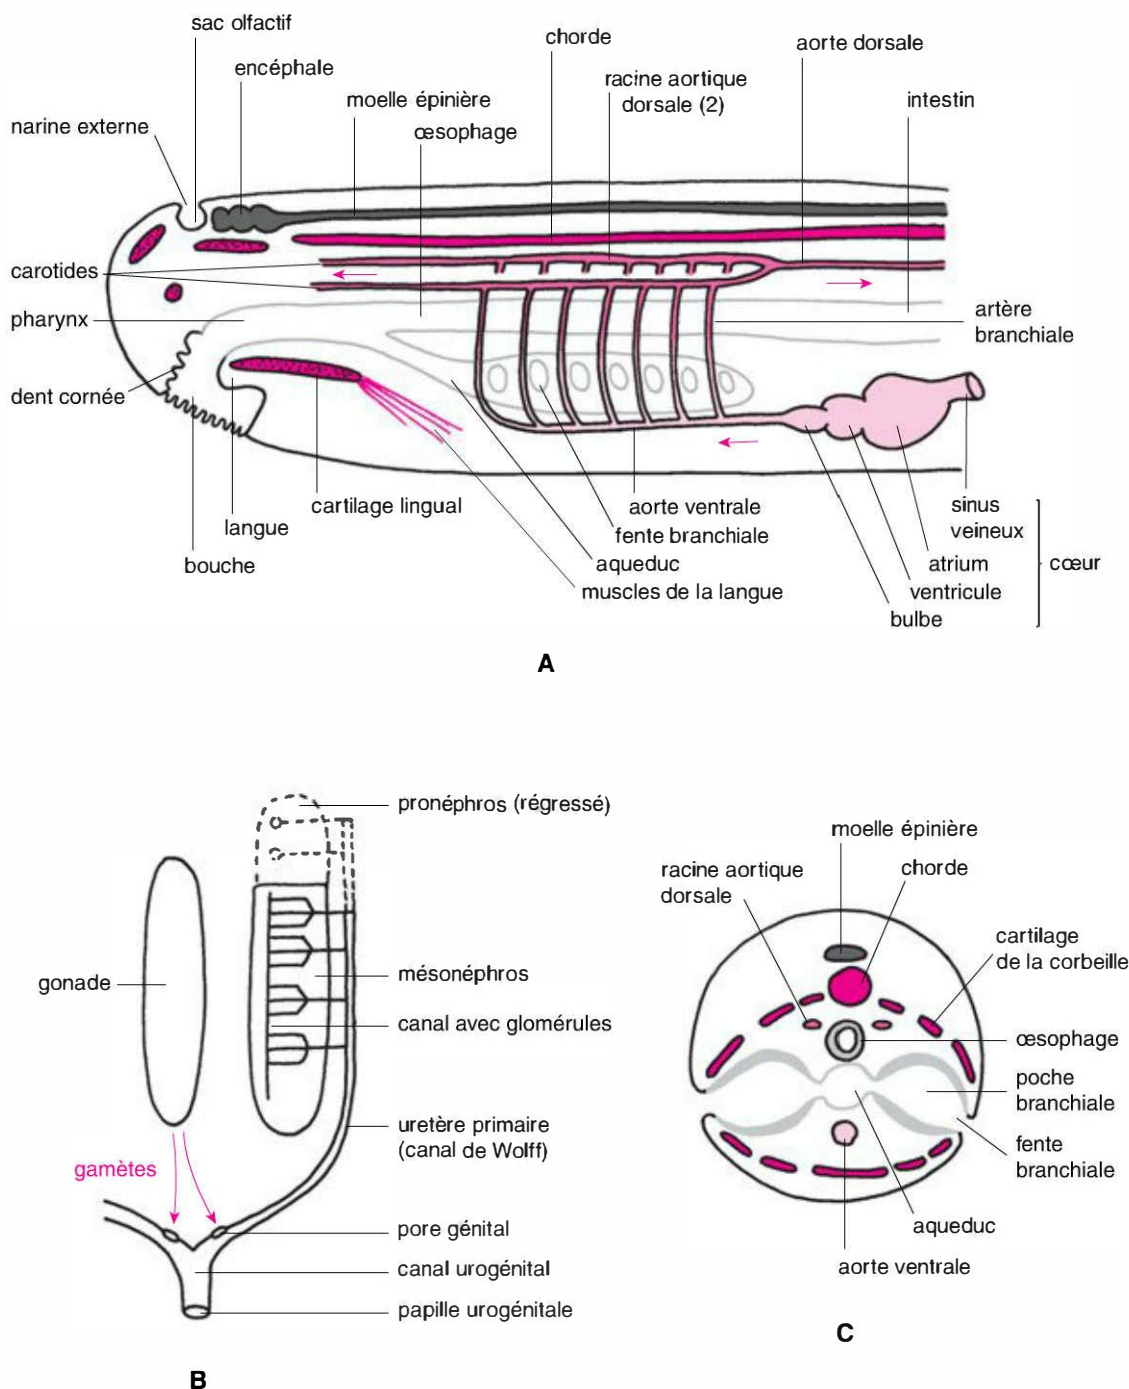 sac olfactif
chorde
aorte dorsale
encéphale
racine aortique
dorsale (2)
moelle épinière
intestin
narine externe
œsophage
carotides
pharynx
artère
branchiale
dent cornée
cartilage lingual
aorte ventrale
sinus
veineux
langue
fente branchiale
bouche
aqueduc
atrium
cœur
muscles de la langue
ventricule
bulbe
A
pronéphros (régressé)
gonade
mésonéphros
canal avec glomérules
uretère primaire
(canal de Wolff)
gamètes
pore génital
canal urogénital
papille urogénitale
B
moelle épinière
racine aortique
dorsale
chorde
cartilage
de la corbeille
œsophage
poche
branchiale
fente
branchiale
aqueduc
aorte ventrale
C